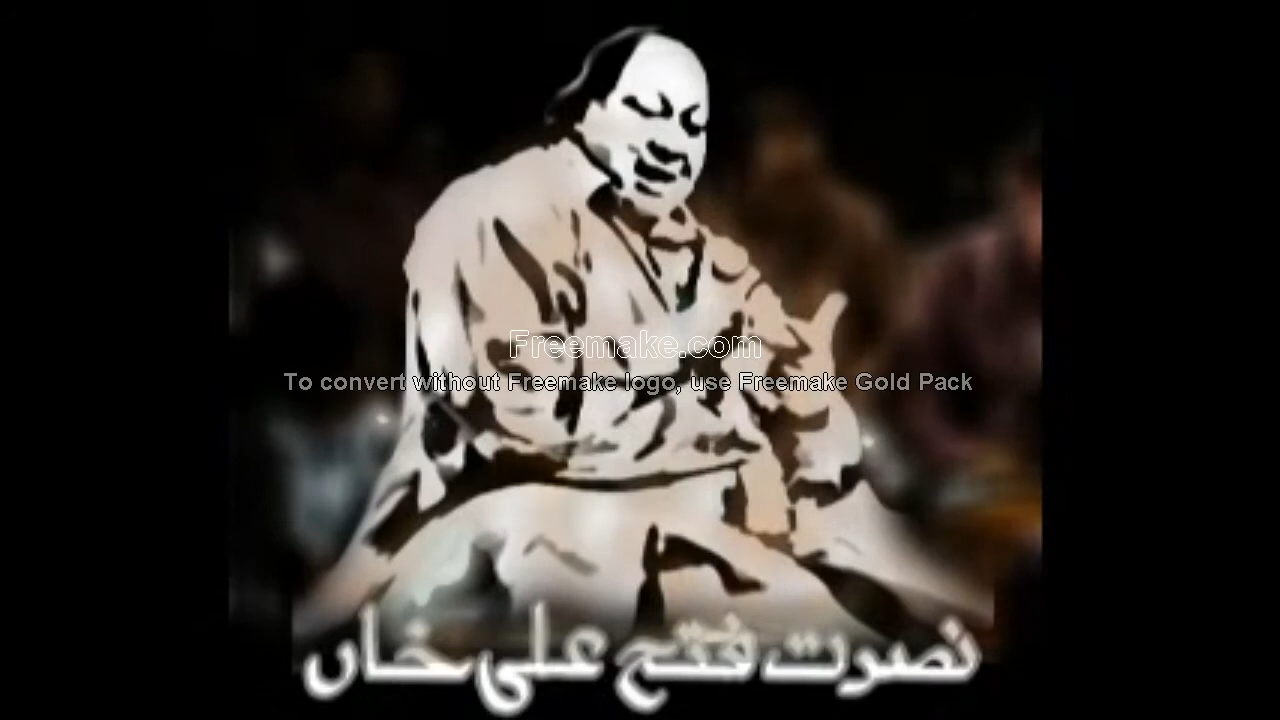 Freemake.com
To convert without Freemake logo, use Freemake Gold Pack
نصرت فتح علی خاں